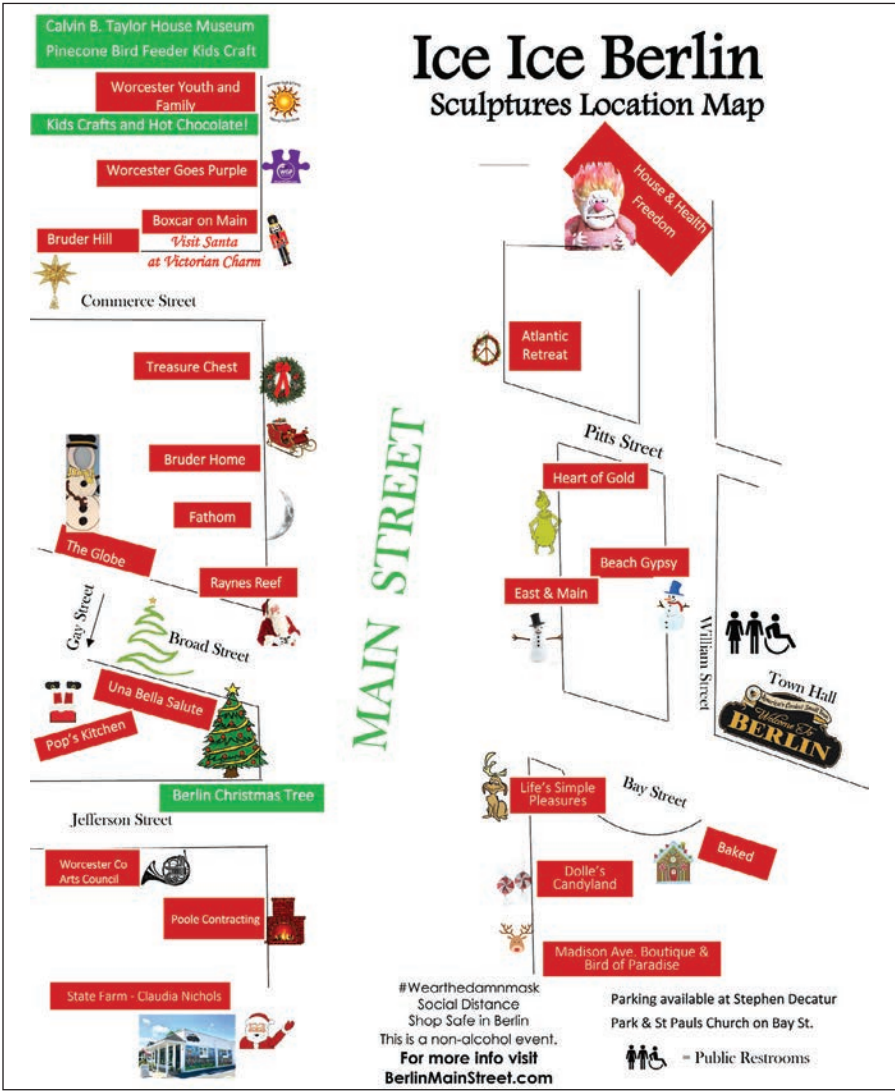 Ice Ice Berlin
Sculptures Location Map
Calvin B. Taylor House Museum
Pinecone Bird Feeder Kids Craft
Worcester Youth and
Family
Kids Crafts and Hot Chocolate!
Worcester Goes Purple
WGP
Boxcar on Main
Bruder Hill
Visit Santa
at Victorian Charm
Commerce Street
Treasure Chest
Bruder Home
Fathom
The Globe
Raynes Reef
Gay Street
Broad Street
Una Bella Salute
Pop's Kitchen
Berlin Christmas Tree
Jefferson Street
Worcester Co
Arts Council
Poole Contracting
State Farm - Claudia Nichols
MAIN STREET
House & Health
Freedom
Atlantic
Retreat
Pitts Street
Heart of Gold
Beach Gypsy
East & Main
William Street
Town Hall
America's Coolest Small Town
Welcome To
BERLIN
Life's Simple
Pleasures
Bay Street
Baked
Dolle's
Candyland
Madison Ave. Boutique &
Bird of Paradise
#Wearthedamnmask
Social Distance
Shop Safe in Berlin
This is a non-alcohol event.
For more info visit
BerlinMainStreet.com
Parking available at Stephen Decatur
Park & St Pauls Church on Bay St.
= Public Restrooms